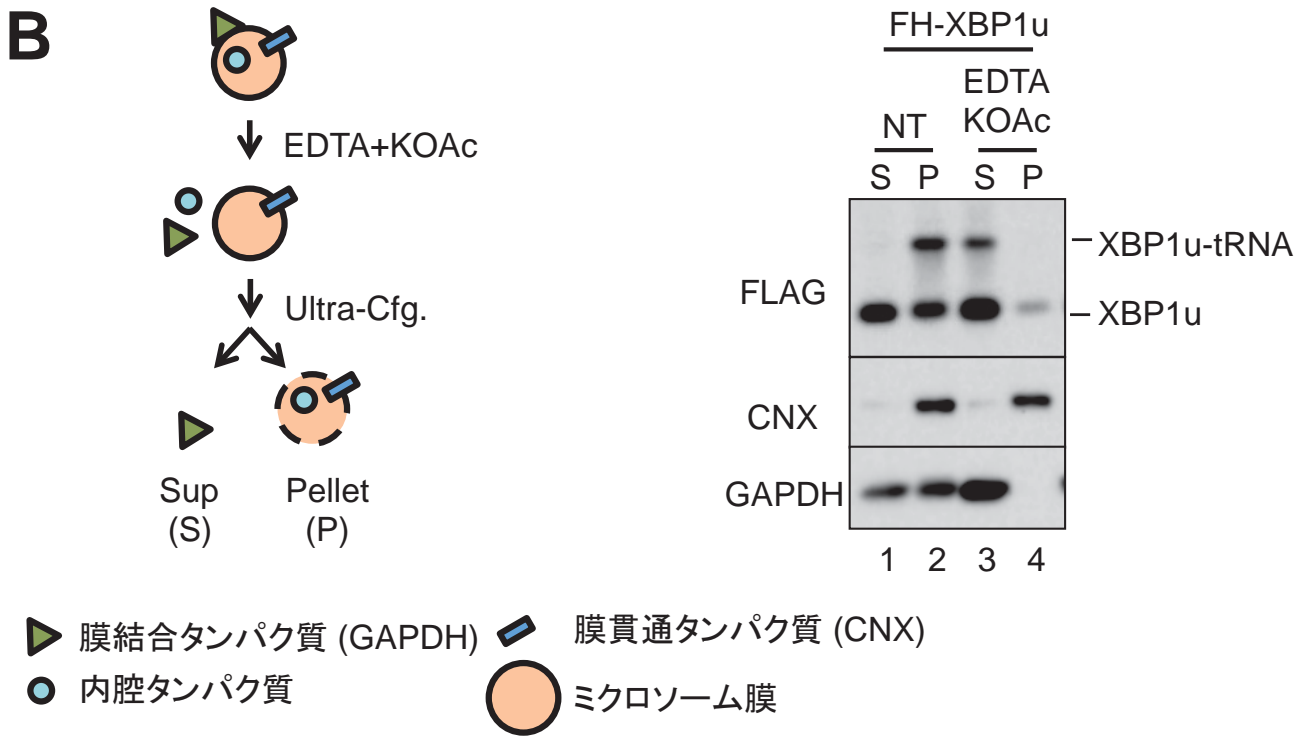 B
EDTA+KOAc
Ultra-Cfg.
Sup
(S)
Pellet
(P)
FH-XBP1u
NT
EDTA
KOAc
S P S P
FLAG
XBP1u-tRNA
XBP1u
CNX
GAPDH
1 2 3 4
膜結合タンパク質 (GAPDH)
膜貫通タンパク質 (CNX)
内腔タンパク質
ミクロソーム膜